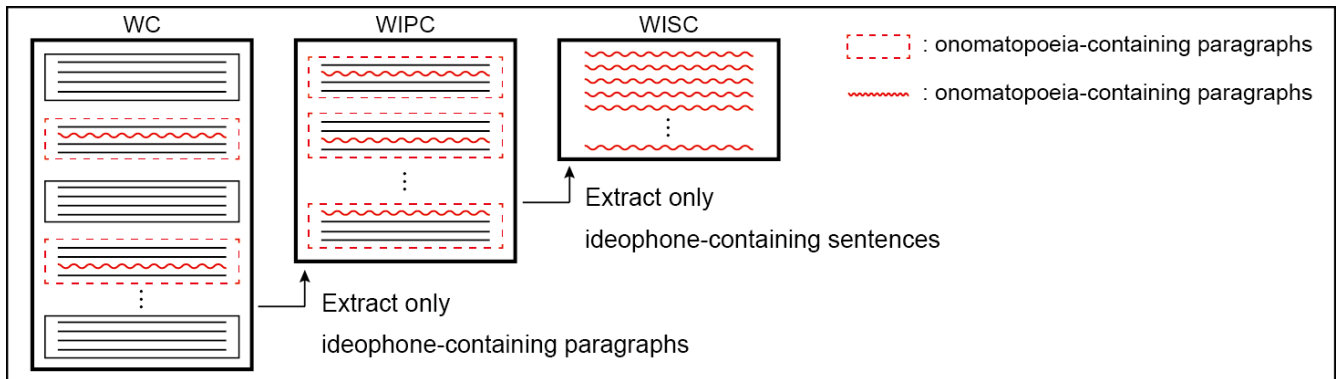 WC
WIPC
WISC
: onomatopoeia-containing paragraphs
: onomatopoeia-containing paragraphs
Extract only
ideophone-containing sentences
Extract only
ideophone-containing paragraphs